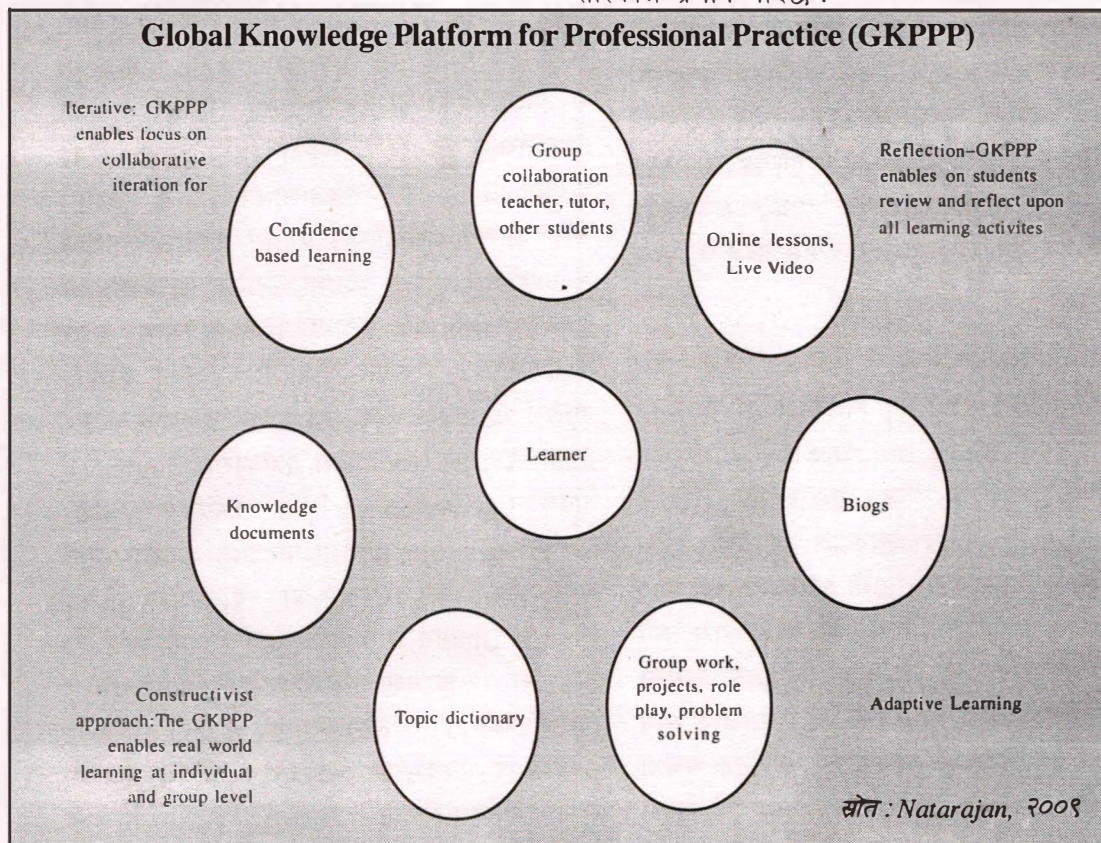 Global Knowledge Platform for Professional Practice (GKPPP)
Iterative: GKPPP
enables focus on
collaborative
iteration for
Confidence
based learning
Group
collaboration
teacher, tutor,
other students
Online lessons,
Live Video
Reflection–GKPPP
enables on students
review and reflect upon
all learning activites
Knowledge
documents
Learner
Biogs
Constructivist
approach:The GKPPP
enables real world
learning at individual
and group level
Topic dictionary
Group work,
projects, role
play, problem
solving
Adaptive Learning
स्रोत : Natarajan, २००९